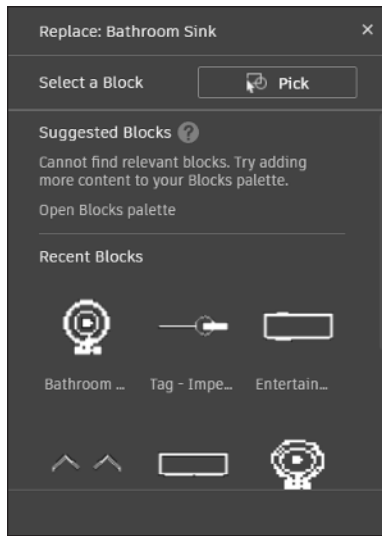 Replace: Bathroom Sink ×
Select a Block Pick
Suggested Blocks ?
Cannot find relevant blocks. Try adding
more content to your Blocks palette.
Open Blocks palette
Recent Blocks
Bathroom ... Tag - Impe... Entertain...